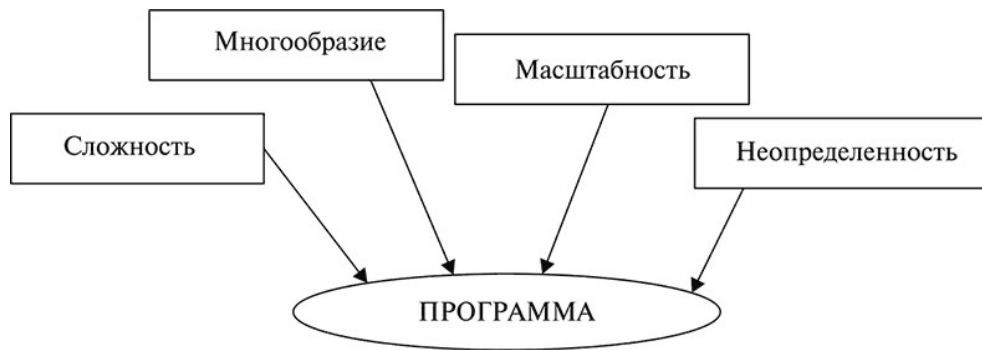 Многообразие
Масштабность
Сложность
Неопределенность
ПРОГРАММА